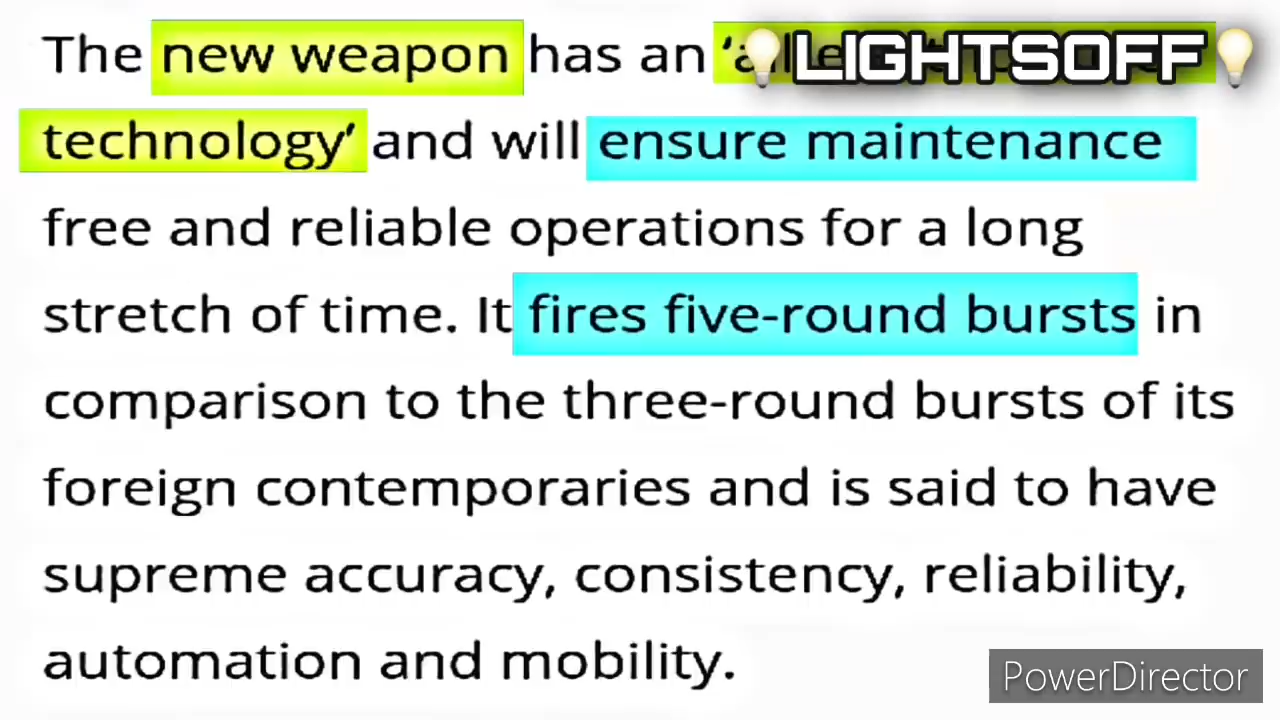 The new weapon has an
LIGHTSOFF
technology’ and will ensure maintenance
free and reliable operations for a long
stretch of time. It fires five-round bursts in
comparison to the three-round bursts of its
foreign contemporaries and is said to have
supreme accuracy, consistency, reliability,
automation and mobility.
PowerDirector